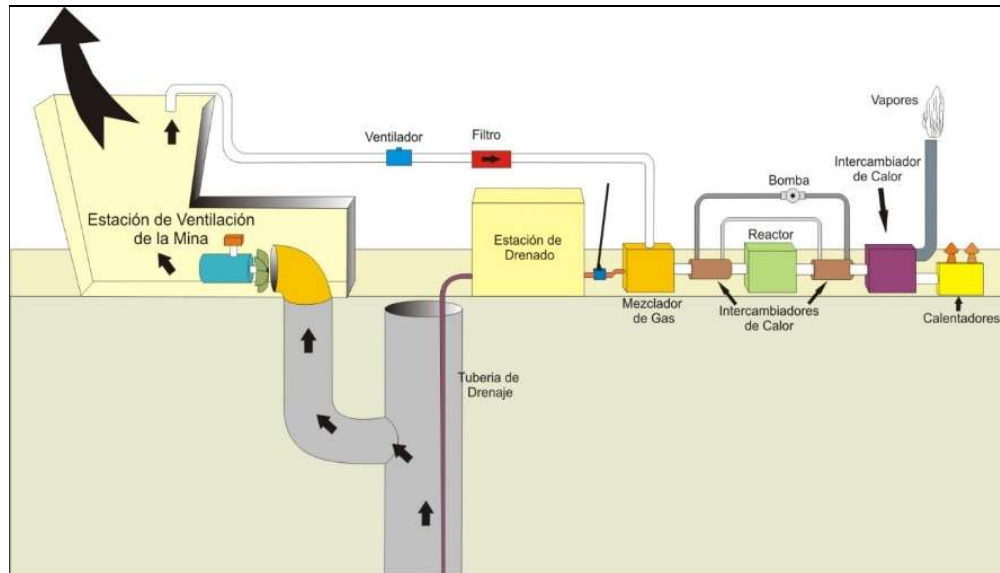 Vapores
Ventilador
Filtro
Intercambiador
de Calor
Bomba
Estación de Ventilación
de la Mina
Estación de
Drenado
Reactor
Mezclador
de Gas
Intercambiadores
de Calor
Calentadores
Tuberia de
Drenaje